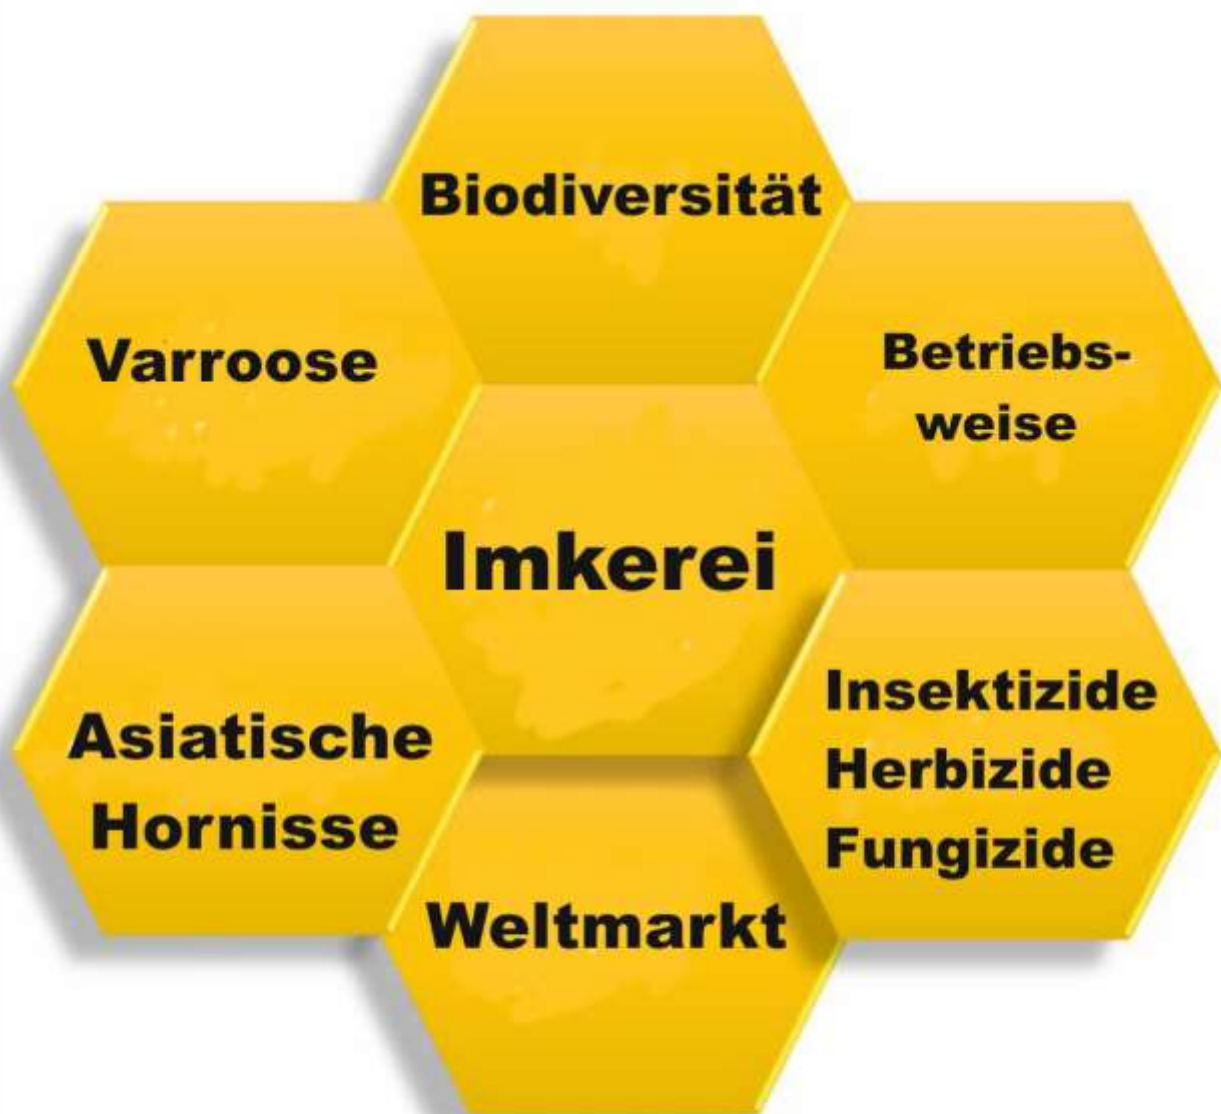 Biodiversität
Varroose
Betriebs-
weise
Imkerei
Insektizide
Herbizide
Fungizide
Asiatische
Hornisse
Weltmarkt